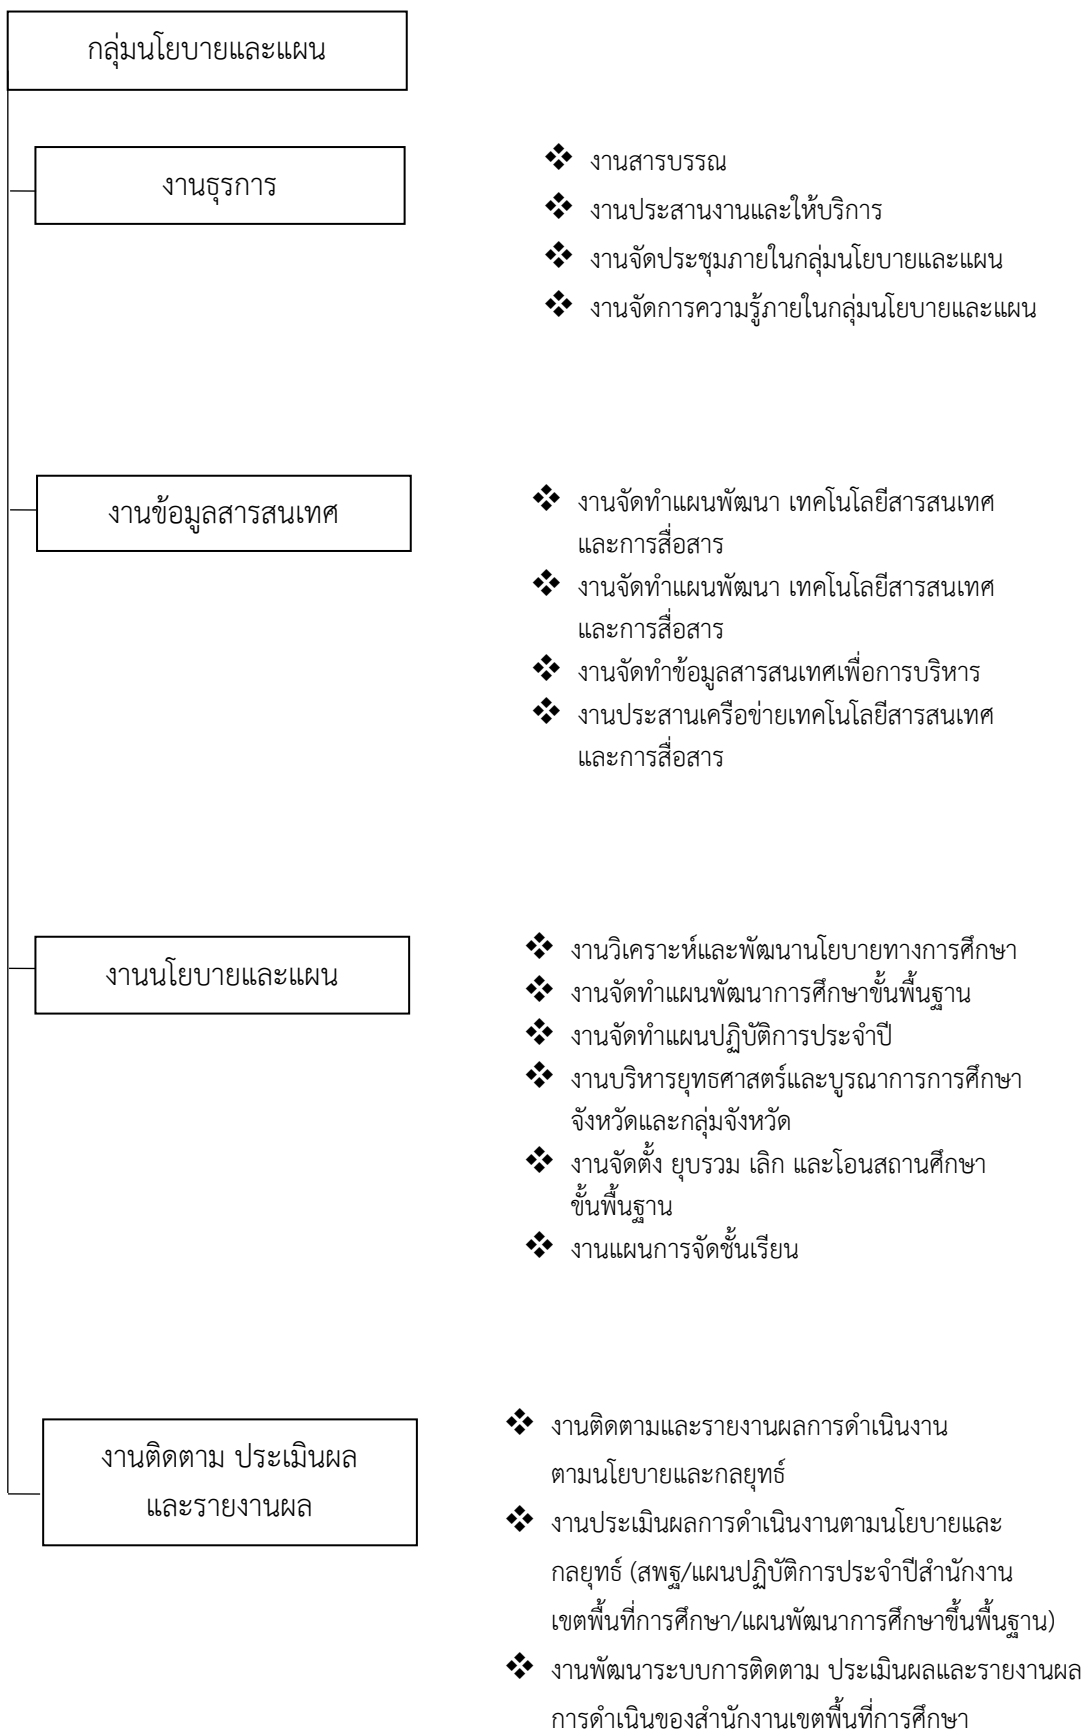 กลุ่มนโยบายและแผน
งานธุรการ
❖ งานสารบรรณ
❖ งานประสานงานและให้บริการ
❖ งานจัดประชุมภายในกลุ่มนโยบายและแผน
❖ งานจัดการความรู้ภายในกลุ่มนโยบายและแผน
งานข้อมูลสารสนเทศ
❖ งานจัดทำแผนพัฒนา เทคโนโลยีสารสนเทศ
และการสื่อสาร
❖ งานจัดทำแผนพัฒนา เทคโนโลยีสารสนเทศ
และการสื่อสาร
❖ งานจัดทำข้อมูลสารสนเทศเพื่อการบริหาร
❖ งานประสานเครือข่ายเทคโนโลยีสารสนเทศ
และการสื่อสาร
งานนโยบายและแผน
❖ งานวิเคราะห์และพัฒนานโยบายทางการศึกษา
❖ งานจัดทำแผนพัฒนาการศึกษาขั้นพื้นฐาน
❖ งานจัดทำแผนปฏิบัติการประจำปี
❖ งานบริหารยุทธศาสตร์และบูรณาการการศึกษา
จังหวัดและกลุ่มจังหวัด
❖ งานจัดตั้ง ยุบรวม เลิก และโอนสถานศึกษา
ขั้นพื้นฐาน
❖ งานแผนการจัดชั้นเรียน
งานติดตาม ประเมินผล
และรายงานผล
❖ งานติดตามและรายงานผลการดำเนินงาน
ตามนโยบายและกลยุทธ์
❖ งานประเมินผลการดำเนินงานตามนโยบายและ
กลยุทธ์ (สพฐ/แผนปฏิบัติการประจำปีสำนักงาน
เขตพื้นที่การศึกษา/แผนพัฒนาการศึกษาขึ้นพื้นฐาน)
❖ งานพัฒนาระบบการติดตาม ประเมินผลและรายงานผล
การดำเนินของสำนักงานเขตพื้นที่การศึกษา